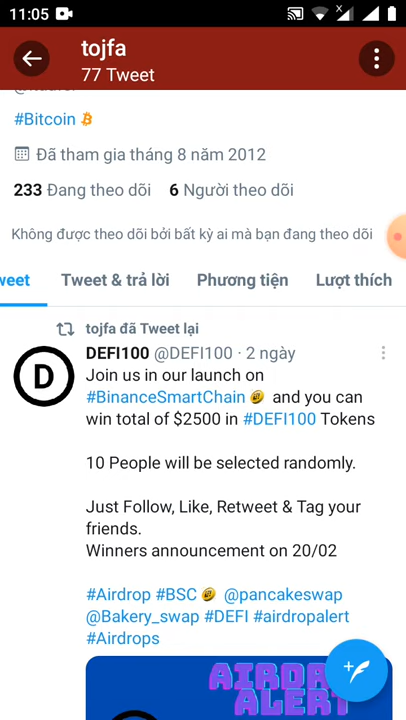 11:05
tojfa
77 Tweet
#Bitcoin
Đã tham gia tháng 8 năm 2012
233 Đang theo dõi 6 Người theo dõi
Không được theo dõi bởi bất kỳ ai mà bạn đang theo dõi
weet Tweet & trả lời Phương tiện Lượt thích
tojfa đã Tweet lại
DEFI100 @DEFI100 · 2 ngày
D
Join us in our launch on
#BinanceSmartChain and you can
win total of $2500 in #DEFI100 Tokens
10 People will be selected randomly.
Just Follow, Like, Retweet & Tag your
friends.
Winners announcement on 20/02
#Airdrop #BSC @pancakeswap
@Bakery_swap #DEFI #airdropalert
#Airdrops